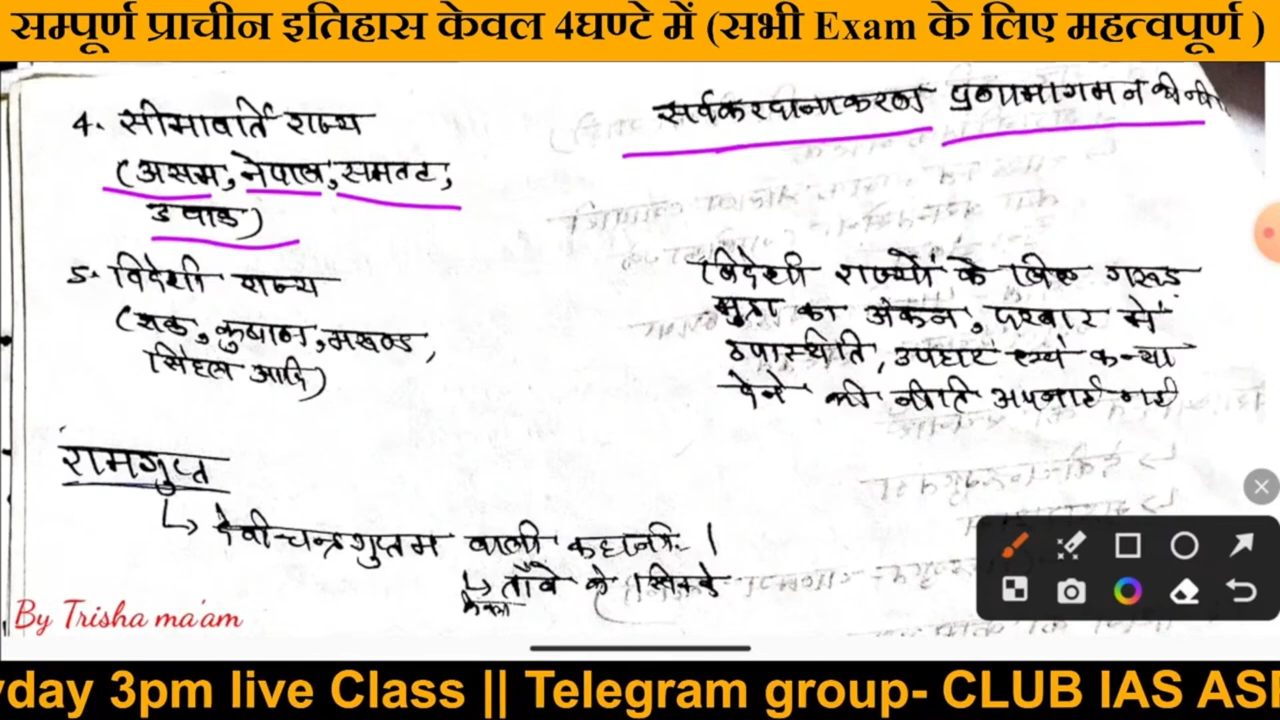 सम्पूर्ण प्राचीन इतिहास केवल 4घण्टे में (सभी Exam के लिए महत्वपूर्ण )
4. सीमावर्ति राज्य
(असम, नेपाल, समतट,
डवाक)
सर्वकरदानाकरण प्रणामागमन की
5. विदेशी राज्य
(शक, कुषाण, मरुण्ड,
सिंहल आदि)
विदेशी राज्यों के लिए गरूड़
मुद्रा का अंकन, दरबार में
उपस्थिति, उपहार एवं कन्या
देने की नीति अपनाई गई
रामगुप्त
↳ देवीचन्द्रगुप्तम वाली कहानी ।
↳ ताँबे के सिक्के
By Trisha ma'am
yday 3pm live Class || Telegram group- CLUB IAS ASP